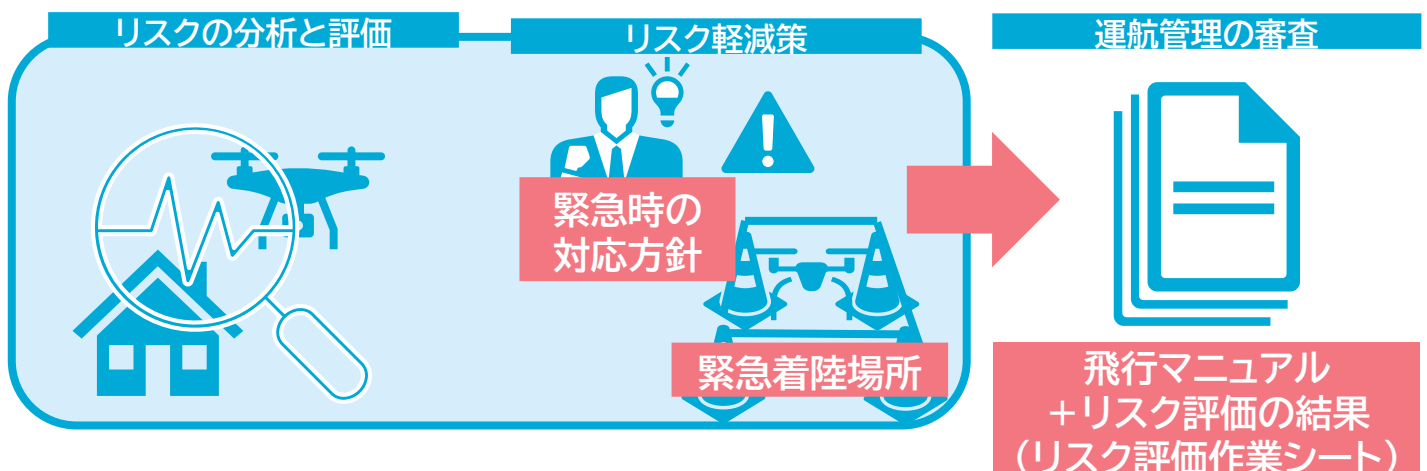 リスクの分析と評価
リスク軽減策
運航管理の審査
緊急時の
対応方針
緊急着陸場所
飛行マニュアル
＋リスク評価の結果
（リスク評価作業シート）